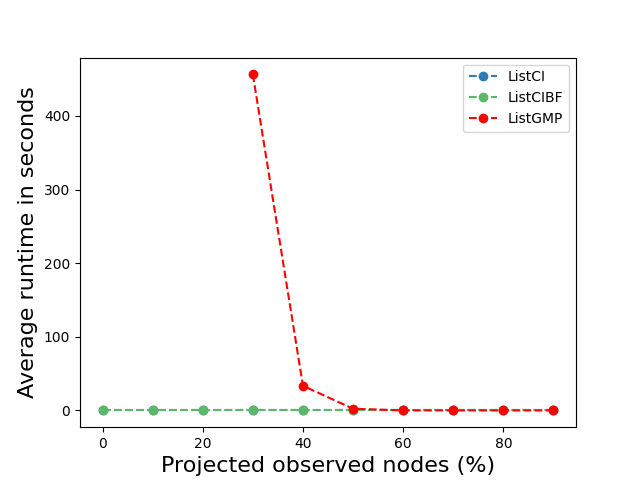 ListCI
ListCIBF
ListGMP
Average runtime in seconds
400
300
200
100
0
0 20 40 60 80
Projected observed nodes (%)